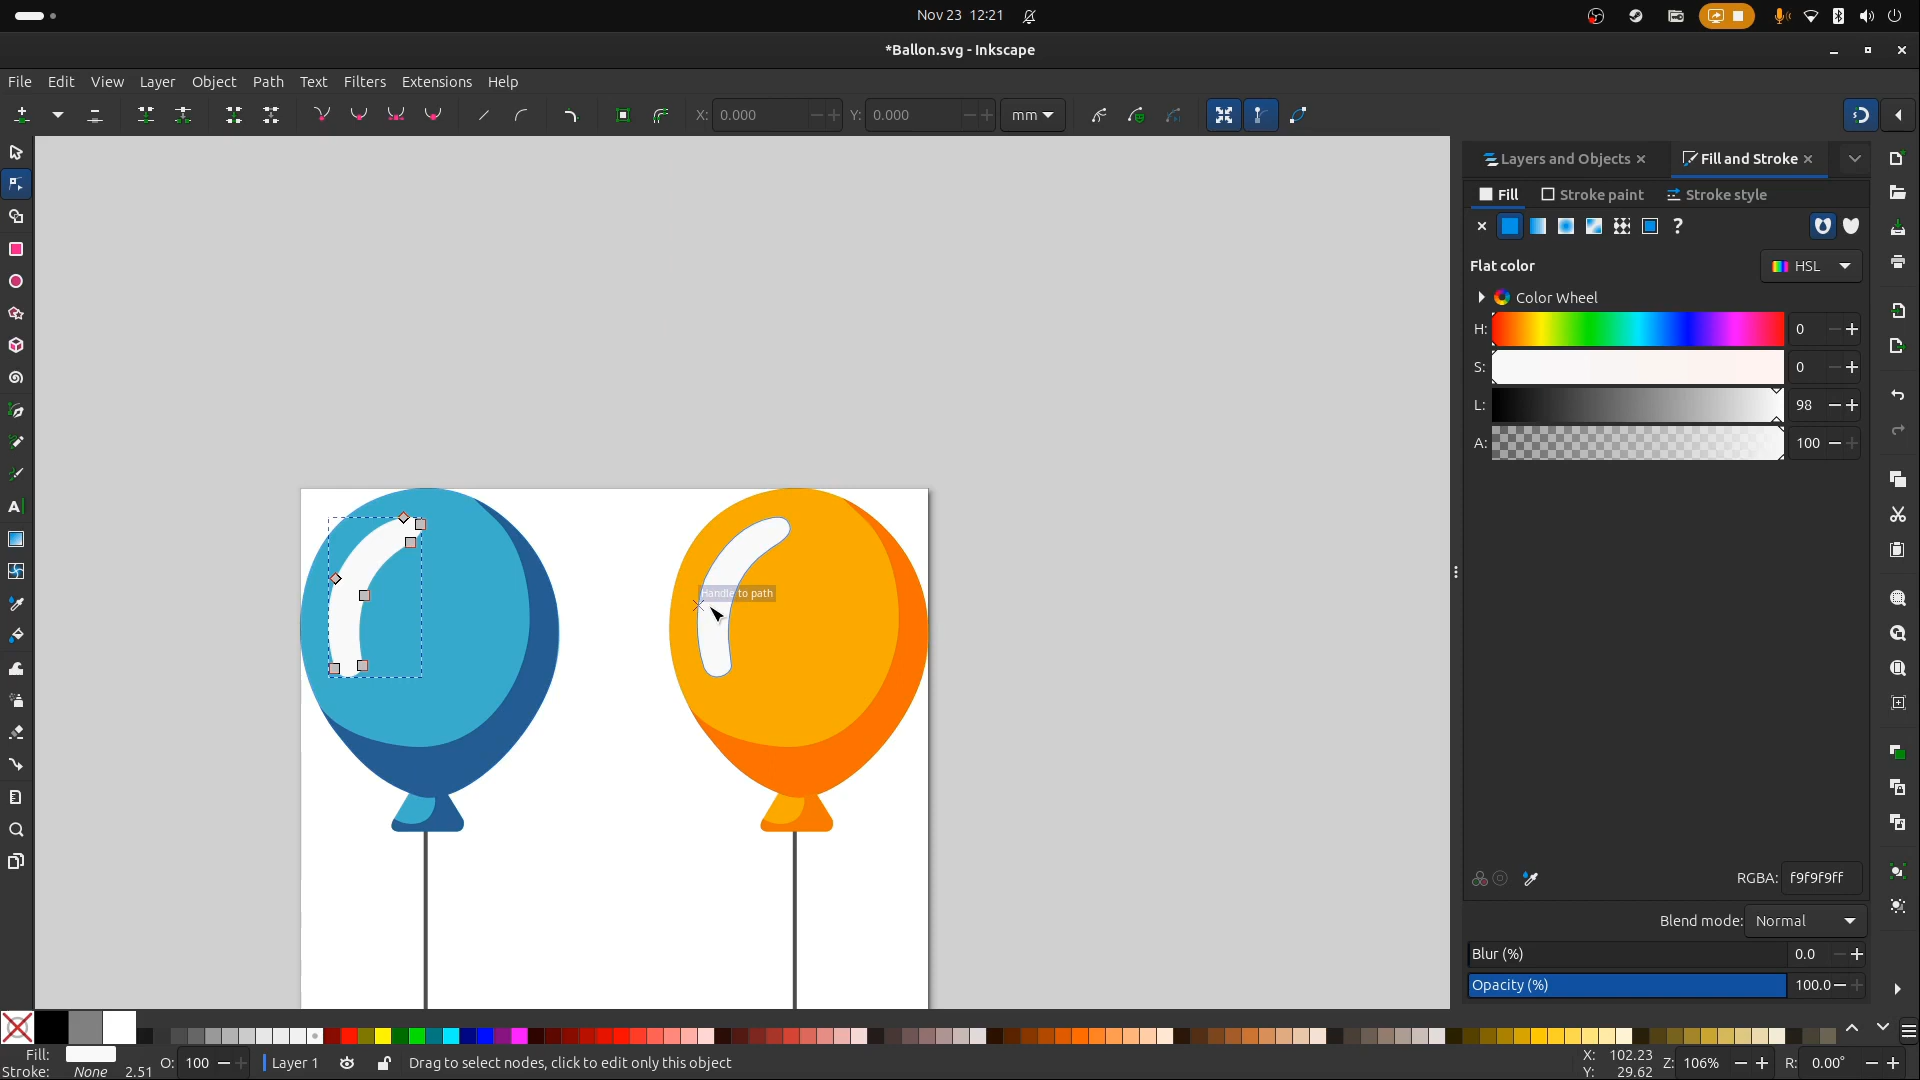 Nov 23 12:21
*Ballon.svg - Inkscape
File Edit View Layer Object Path Text Filters Extensions Help
X: 0.000 Y: 0.000 mm
Layers and Objects Fill and Stroke
Fill Stroke paint Stroke style
?
Flat color HSL
Color Wheel
H: 0
S: 0
L: 98
A: 100
Handle to path
RGBA: f9f9f9ff
Blend mode: Normal
Blur (%) 0.0
Opacity (%) 100.0
Fill: O: 100 Layer 1 Drag to select nodes, click to edit only this object X: 102.23 Z: 106% R: 0.00°
Stroke: None 2.51 Y: 29.62